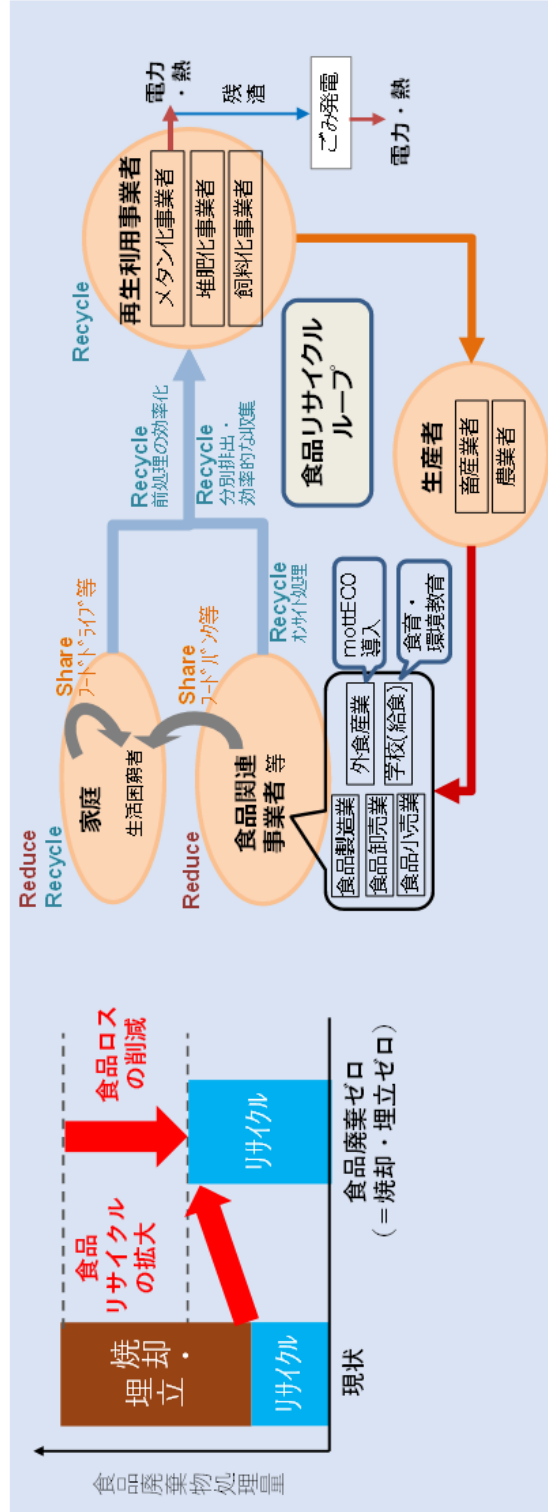 食品廃棄物処理量
焼却・
埋立
リサイクル
現状
食品
リサイクル
の拡大
食品ロス
の削減
リサイクル
食品廃棄ゼロ
(=焼却・埋立ゼロ)
Reduce
Recycle
家庭
生活困窮者
Share
フードドライブ等
Reduce
食品関連
事業者 等
Share
フードバンク等
食品製造業
食品卸売業
食品小売業
外食産業
学校(給食)
mottECO
導入
食育・
環境教育
Recycle
オンサイト処理
Recycle
前処理の効率化
Recycle
分別排出・
効率的な収集
食品リサイクル
ループ
Recycle
再生利用事業者
メタン化事業者
堆肥化事業者
飼料化事業者
電力
・熱
残渣
ごみ発電
電力・熱
生産者
畜産業者
農業者